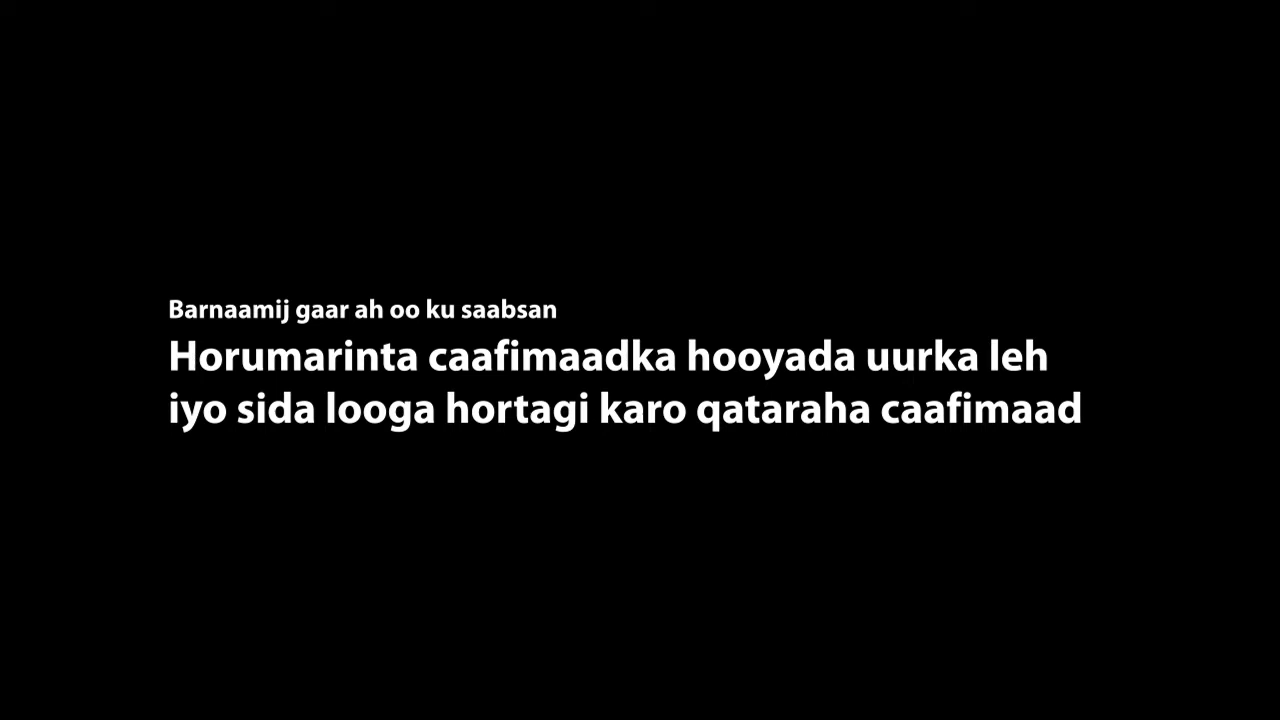 Barnaamij gaar ah oo ku saabsan
Horumarinta caafimaadka hooyada uurka leh
iyo sida looga hortagi karo qataraha caafimaad